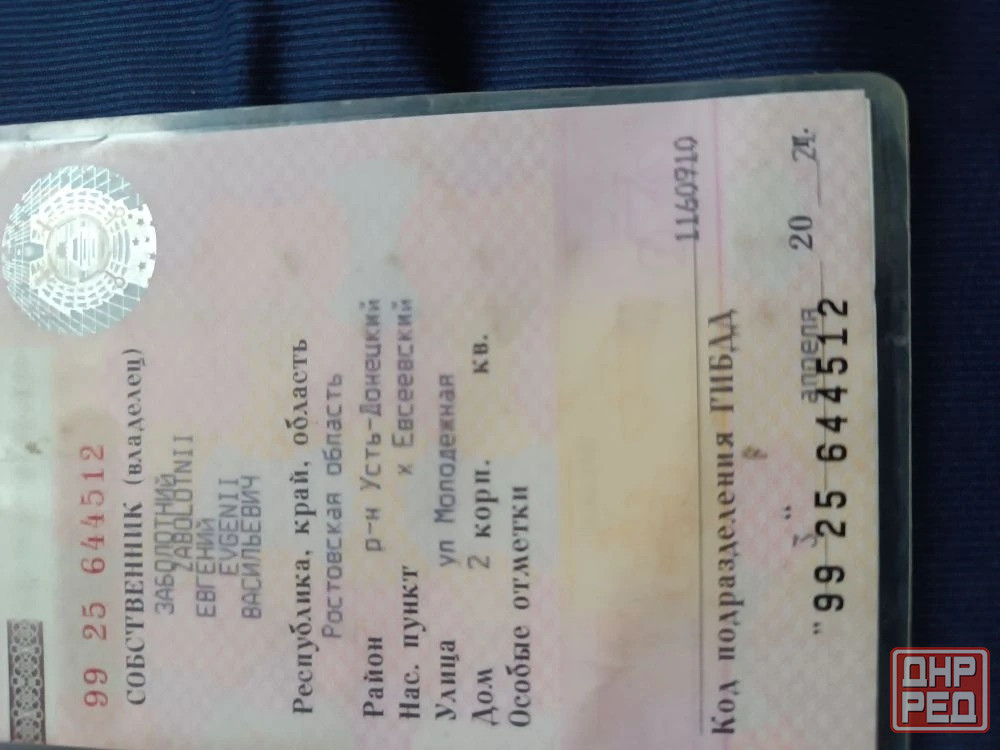 99 25 644512
СОБСТВЕННИК (владелец)
ЗАБОЛОТНИЙ
ZABOLOTNII
ЕВГЕНИЙ
EVGENII
ВАСИЛЬЕВИЧ
Республика, край, область
Ростовская область
Район р-н Усть-Донецкий
Нас. пункт х Евсеевский
Улица ул Молодежная
Дом 2 корп. кв.
Особые отметки
1160910
Код подразделения ГИБДД
"3" апреля 20 24.
99 25 644512
ДНР
РЕД